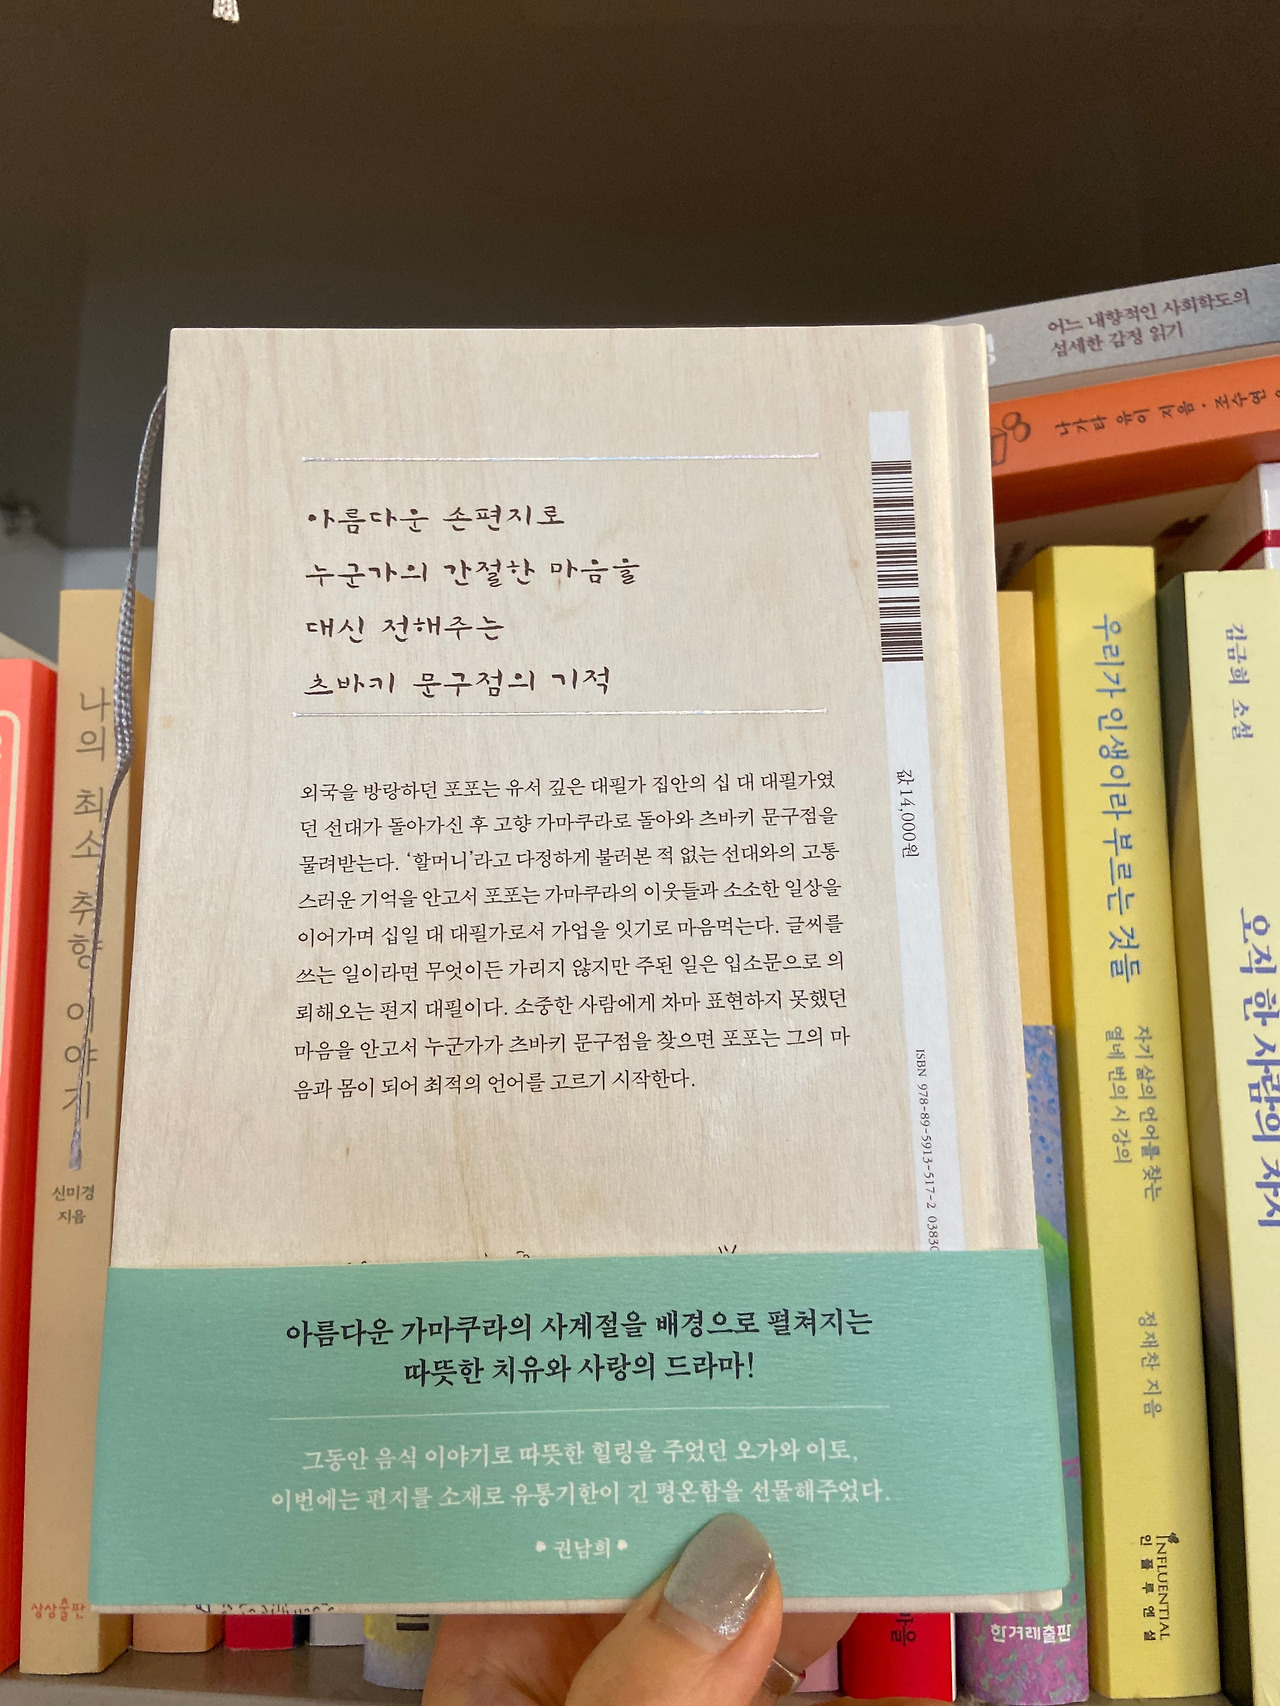 아름다운 손편지로
누군가의 간절한 마음을
대신 전해주는
츠바키 문구점의 기적
외국을 방랑하던 포포는 유서 깊은 대필가 집안의 십 대 대필가였
던 선대가 돌아가신 후 고향 가마쿠라로 돌아와 츠바키 문구점을
물려받는다. ‘할머니’라고 다정하게 불러본 적 없는 선대와의 고통
스러운 기억을 안고서 포포는 가마쿠라의 이웃들과 소소한 일상을
이어가며 십일 대 대필가로서 가업을 잇기로 마음먹는다. 글씨를
쓰는 일이라면 무엇이든 가리지 않지만 주된 일은 입소문으로 의
뢰해오는 편지 대필이다. 소중한 사람에게 차마 표현하지 못했던
마음을 안고서 누군가가 츠바키 문구점을 찾으면 포포는 그의 마
음과 몸이 되어 최적의 언어를 고르기 시작한다.
값 14,000원
ISBN 978-89-5913-517-2 03830
아름다운 가마쿠라의 사계절을 배경으로 펼쳐지는
따뜻한 치유와 사랑의 드라마!
그동안 음식 이야기로 따뜻한 힐링을 주었던 오가와 이토,
이번에는 편지를 소재로 유통기한이 긴 평온함을 선물해주었다.
권남희
나의 최소 취향 이야기
신미경
지음
상상출판
어느 내향적인 사회학도의
섬세한 감정 읽기
나가타 유이 지음·조수연
우리가 인생이라 부르는 것들
자기 삶의 언어를 찾는
열네 번의 시 강의
정재찬 지음
INFLUENTIAL
인플루엔셜
김금희 소설
오직 한 사람의 차지
한겨레출판
마을